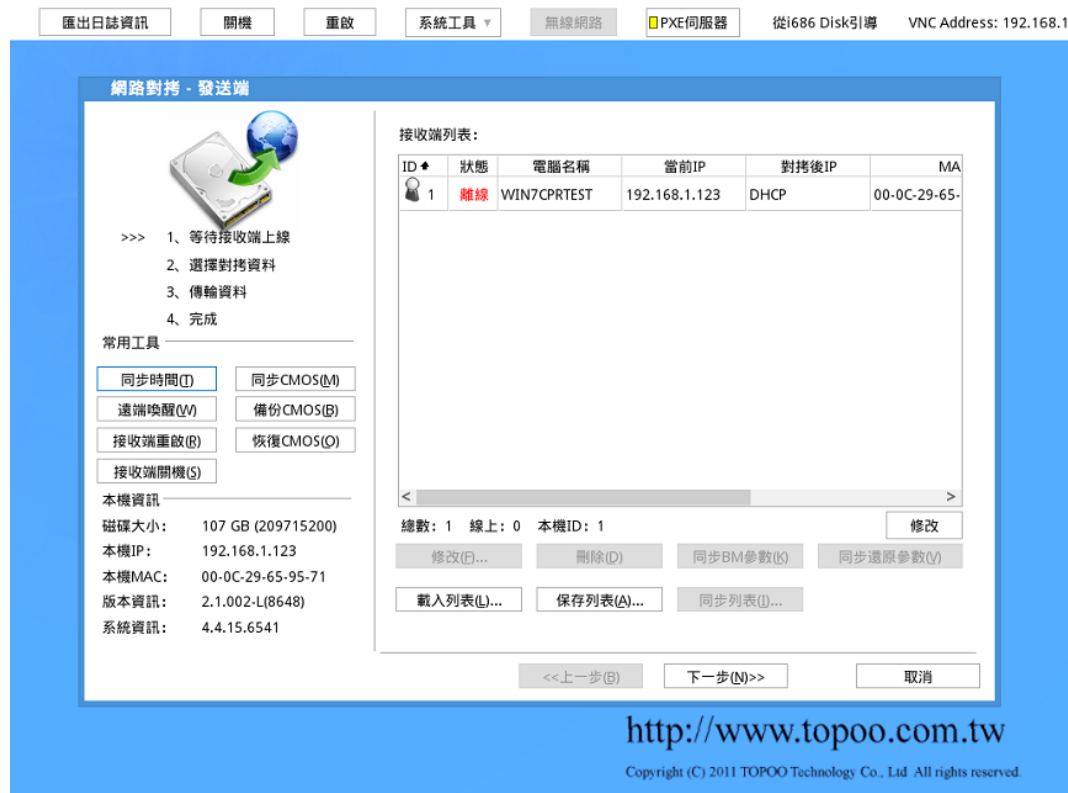 匯出日誌資訊 關機 重啟 系統工具 ▼ 無線網路 PXE伺服器 從i686 Disk引導 VNC Address: 192.168.1
網路對拷 - 發送端
>>> 1、等待接收端上線
2、選擇對拷資料
3、傳輸資料
4、完成
常用工具
同步時間(T) 同步CMOS(M)
遠端喚醒(W) 備份CMOS(B)
接收端重啟(R) 恢復CMOS(O)
接收端關機(S)
本機資訊
磁碟大小： 107 GB (209715200)
本機IP： 192.168.1.123
本機MAC： 00-0C-29-65-95-71
版本資訊： 2.1.002-L(8648)
系統資訊： 4.4.15.6541
接收端列表：
ID 狀態 電腦名稱 當前IP 對拷後IP MA
1 離線 WIN7CPRTEST 192.168.1.123 DHCP 00-0C-29-65-
< >
總數：1 線上：0 本機ID：1 修改
修改(F)... 刪除(D) 同步BM參數(K) 同步還原參數(V)
載入列表(L)... 保存列表(A)... 同步列表(I)...
<<上一步(B) 下一步(N)>> 取消
http://www.topoo.com.tw
Copyright (C) 2011 TOPOO Technology Co., Ltd All rights reserved.